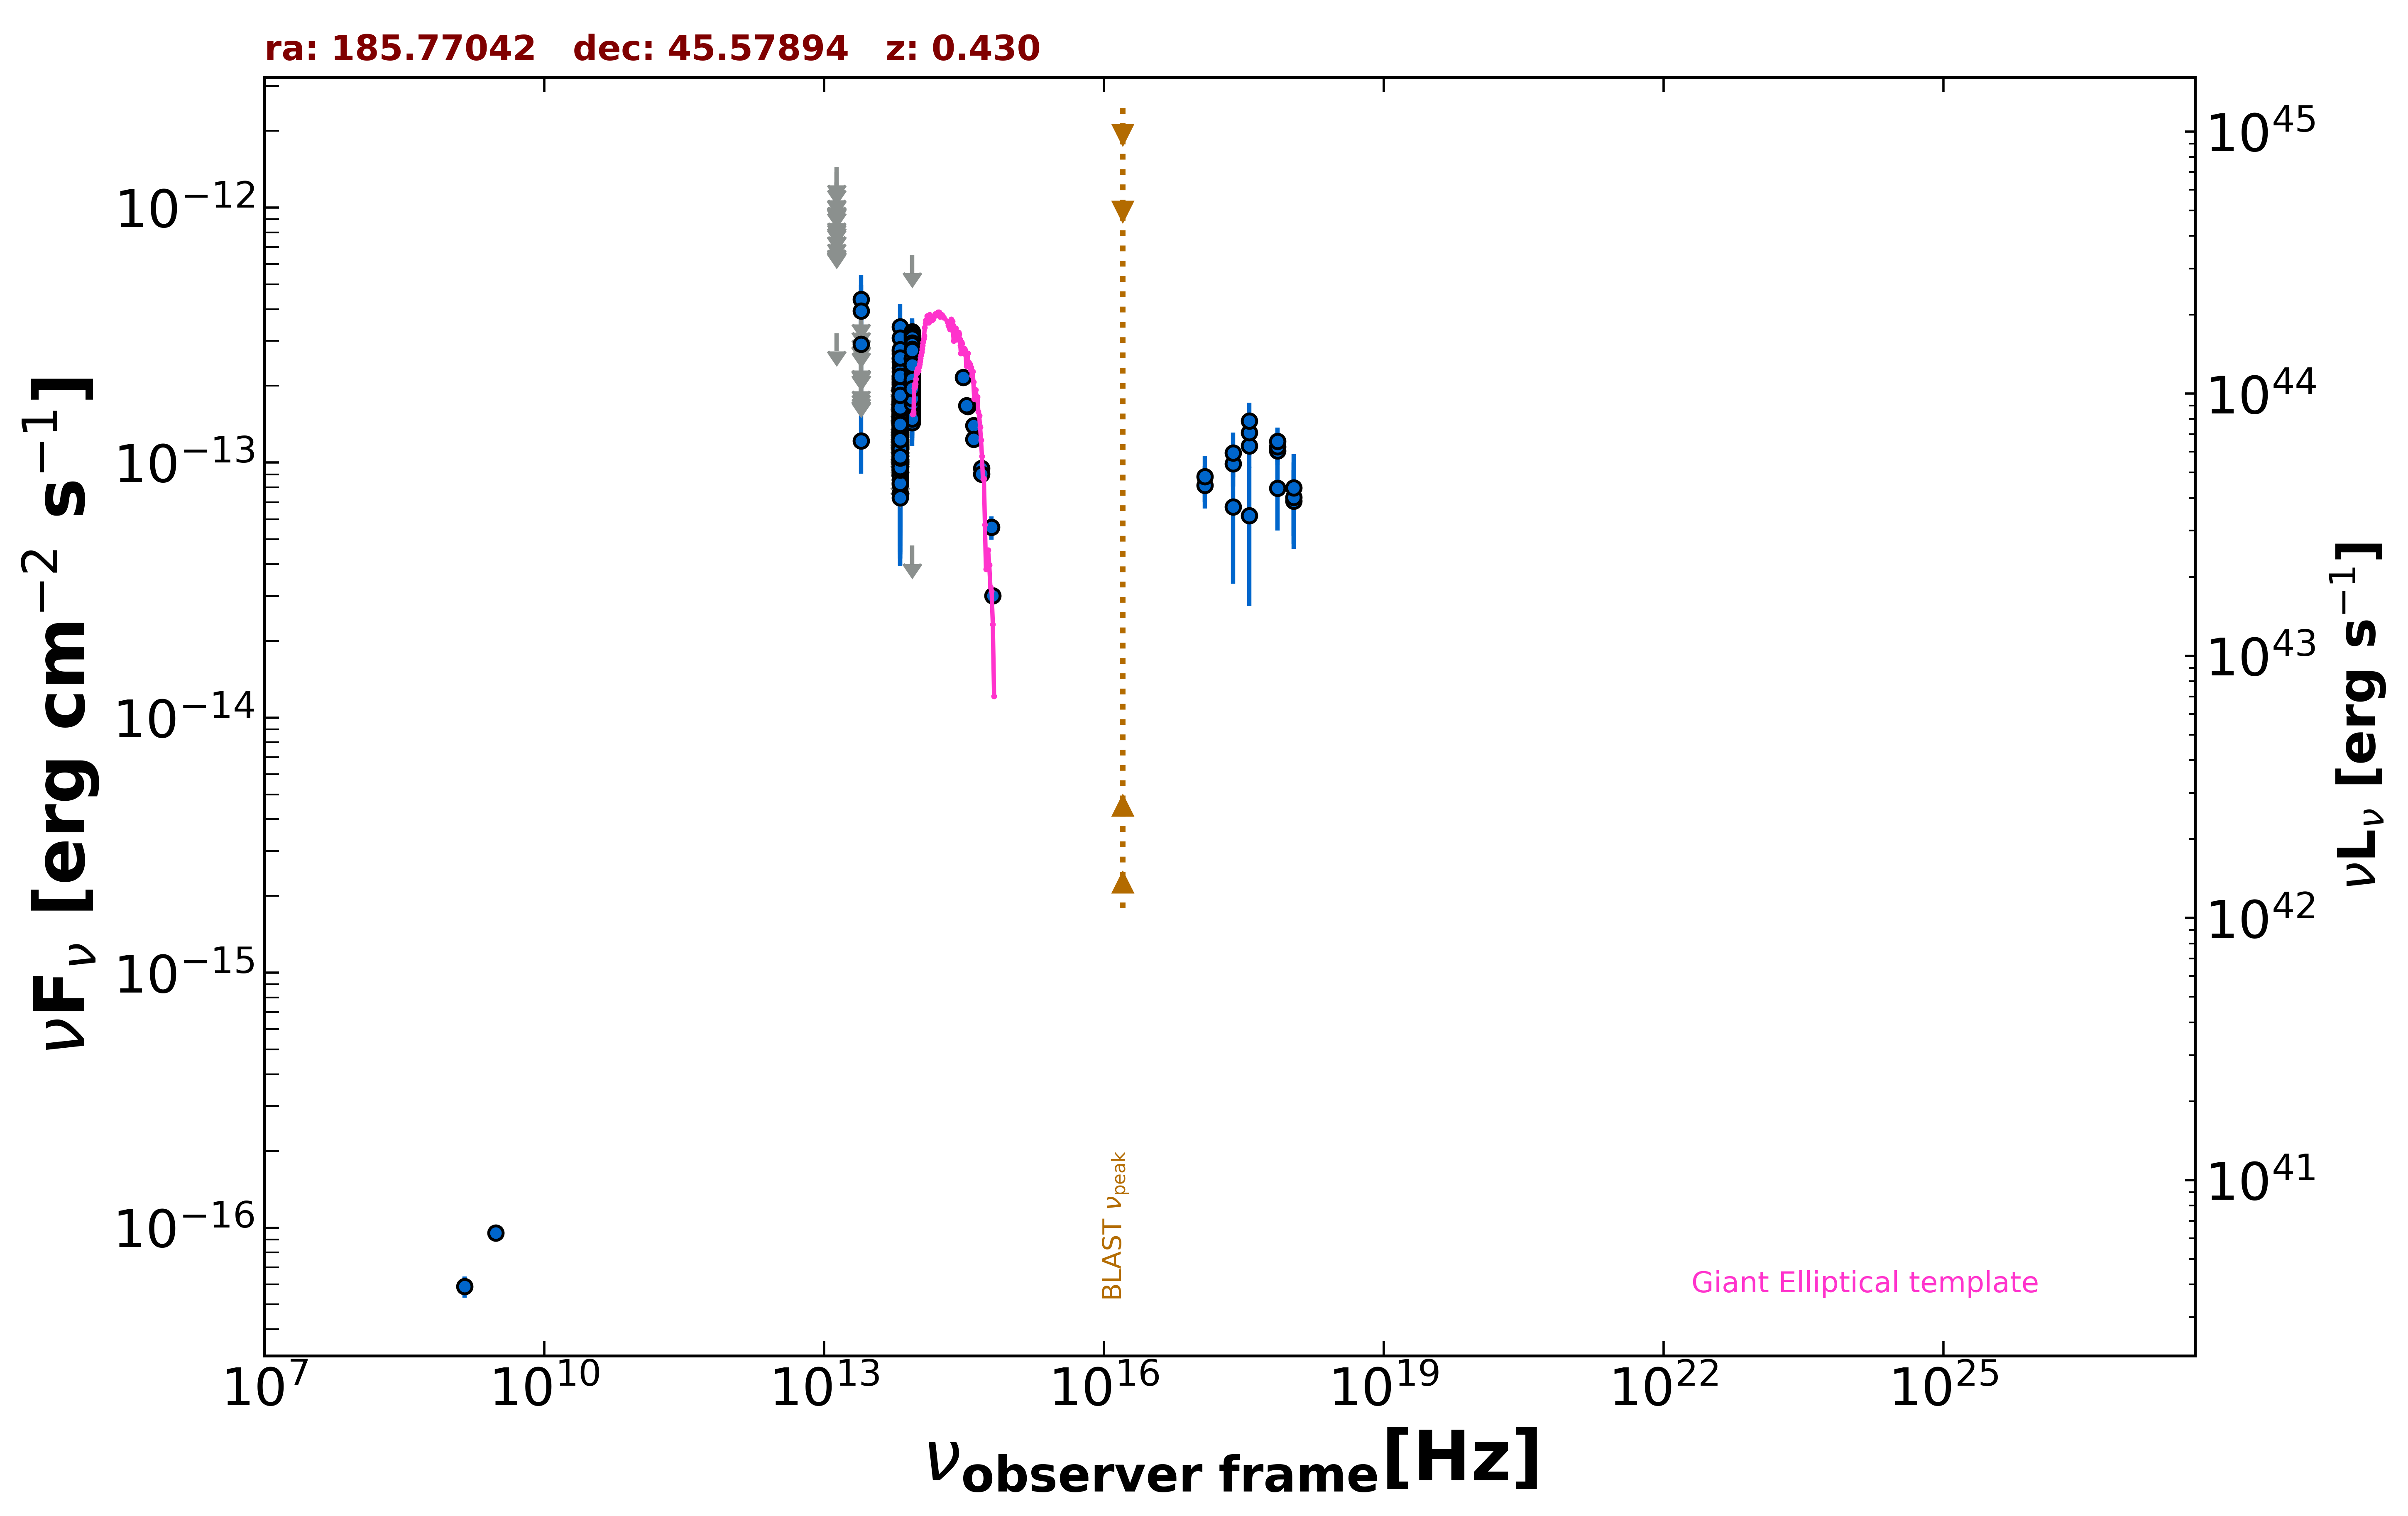 ra: 185.77042   dec: 45.57894   z: 0.430
νFν [erg cm−2 s−1]
10−12
10−13
10−14
10−15
10−16
1045
1044
1043
1042
1041
νLν [erg s−1]
BLAST νpeak
Giant Elliptical template
107 1010 1013 1016 1019 1022 1025
νobserver frame[Hz]